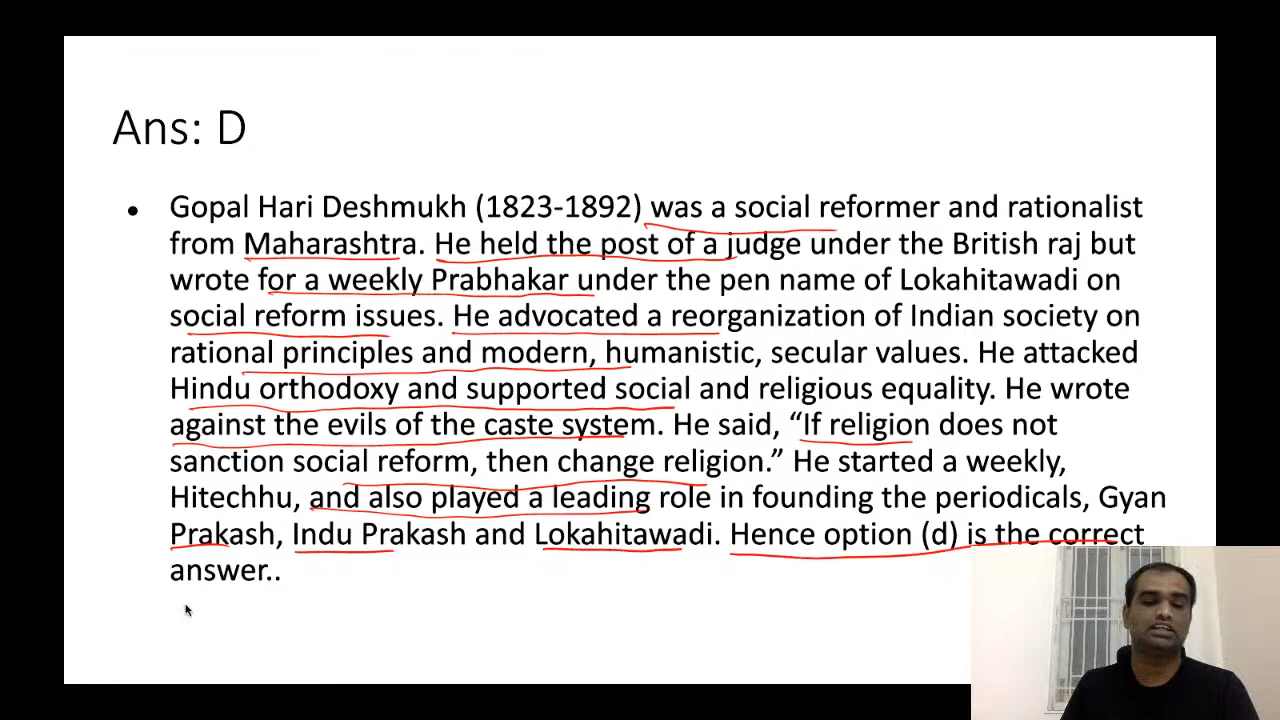 Ans: D
• Gopal Hari Deshmukh (1823-1892) was a social reformer and rationalist
from Maharashtra. He held the post of a judge under the British raj but
wrote for a weekly Prabhakar under the pen name of Lokahitawadi on
social reform issues. He advocated a reorganization of Indian society on
rational principles and modern, humanistic, secular values. He attacked
Hindu orthodoxy and supported social and religious equality. He wrote
against the evils of the caste system. He said, “If religion does not
sanction social reform, then change religion.” He started a weekly,
Hitechhu, and also played a leading role in founding the periodicals, Gyan
Prakash, Indu Prakash and Lokahitawadi. Hence option (d) is the correct
answer..